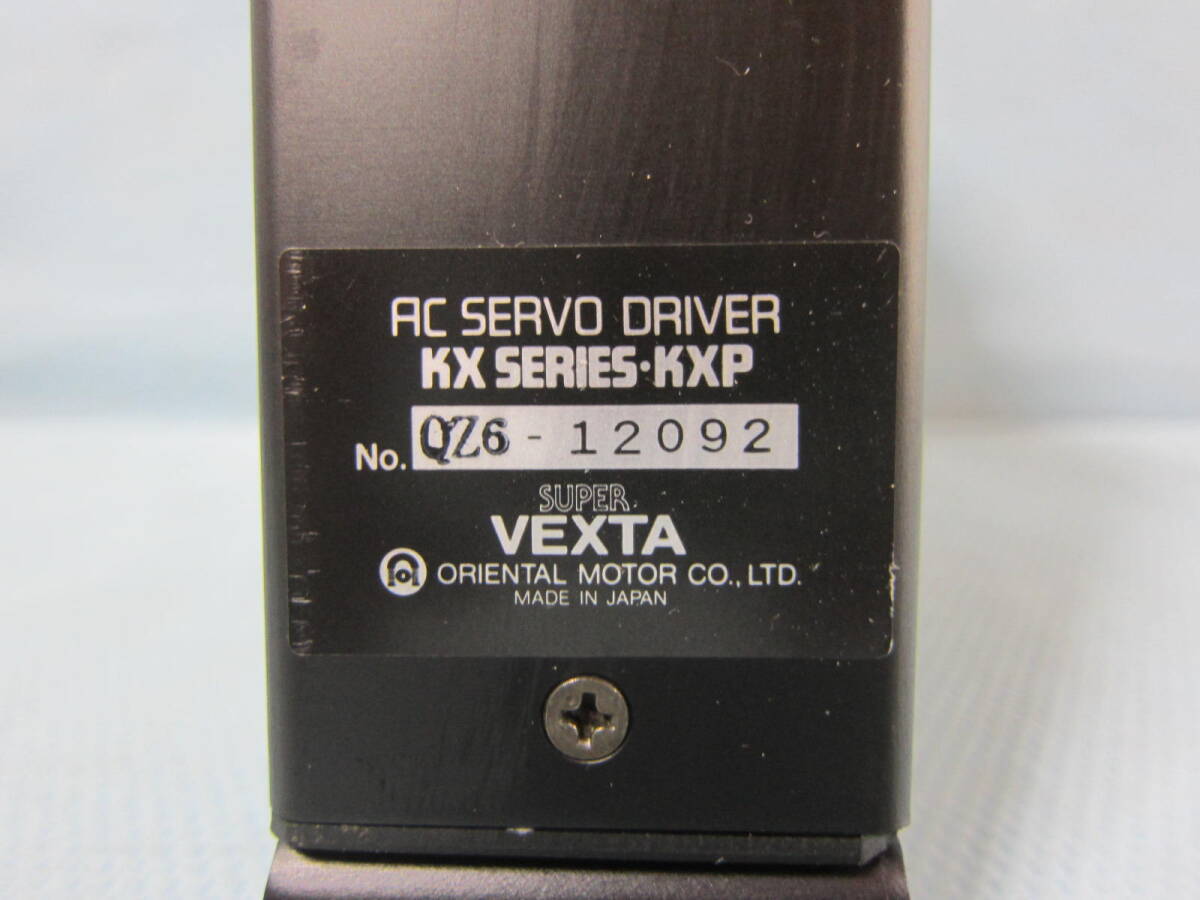 AC SERVO DRIVER
KX SERIES·KXP
No. QZ6-12092
SUPER
VEXTA
ORIENTAL MOTOR CO., LTD.
MADE IN JAPAN